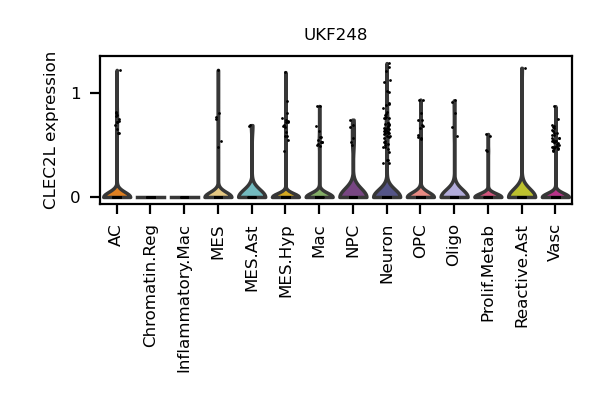 UKF248
CLEC2L expression
1
0
AC
Chromatin.Reg
Inflammatory.Mac
MES
MES.Ast
MES.Hyp
Mac
NPC
Neuron
OPC
Oligo
Prolif.Metab
Reactive.Ast
Vasc